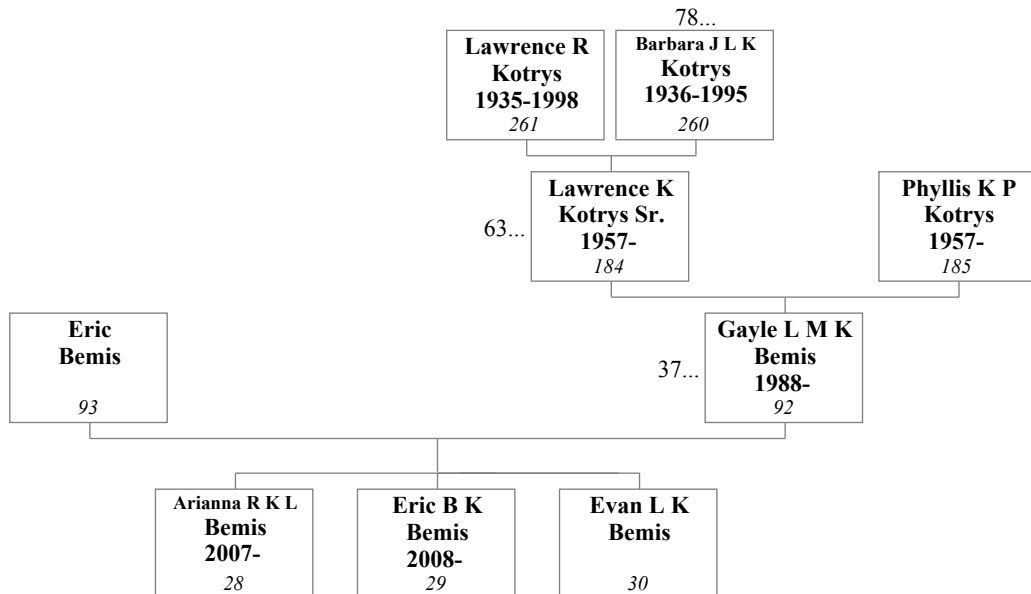 78...
Lawrence R
Kotrys
1935-1998
261
Barbara J L K
Kotrys
1936-1995
260
63...
Lawrence K
Kotrys Sr.
1957-
184
Phyllis K P
Kotrys
1957-
185
Eric
Bemis
93
37...
Gayle L M K
Bemis
1988-
92
Arianna R K L
Bemis
2007-
28
Eric B K
Bemis
2008-
29
Evan L K
Bemis
30